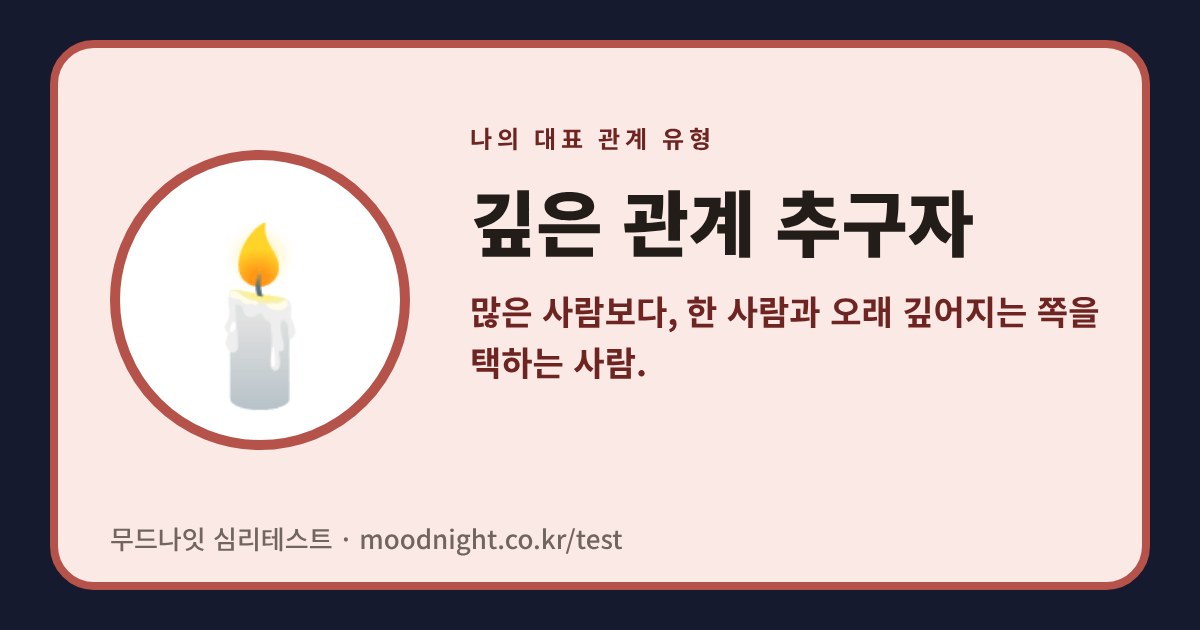 나의 대표 관계 유형
깊은 관계 추구자
많은 사람보다, 한 사람과 오래 깊어지는 쪽을
택하는 사람.
무드나잇 심리테스트 · moodnight.co.kr/test